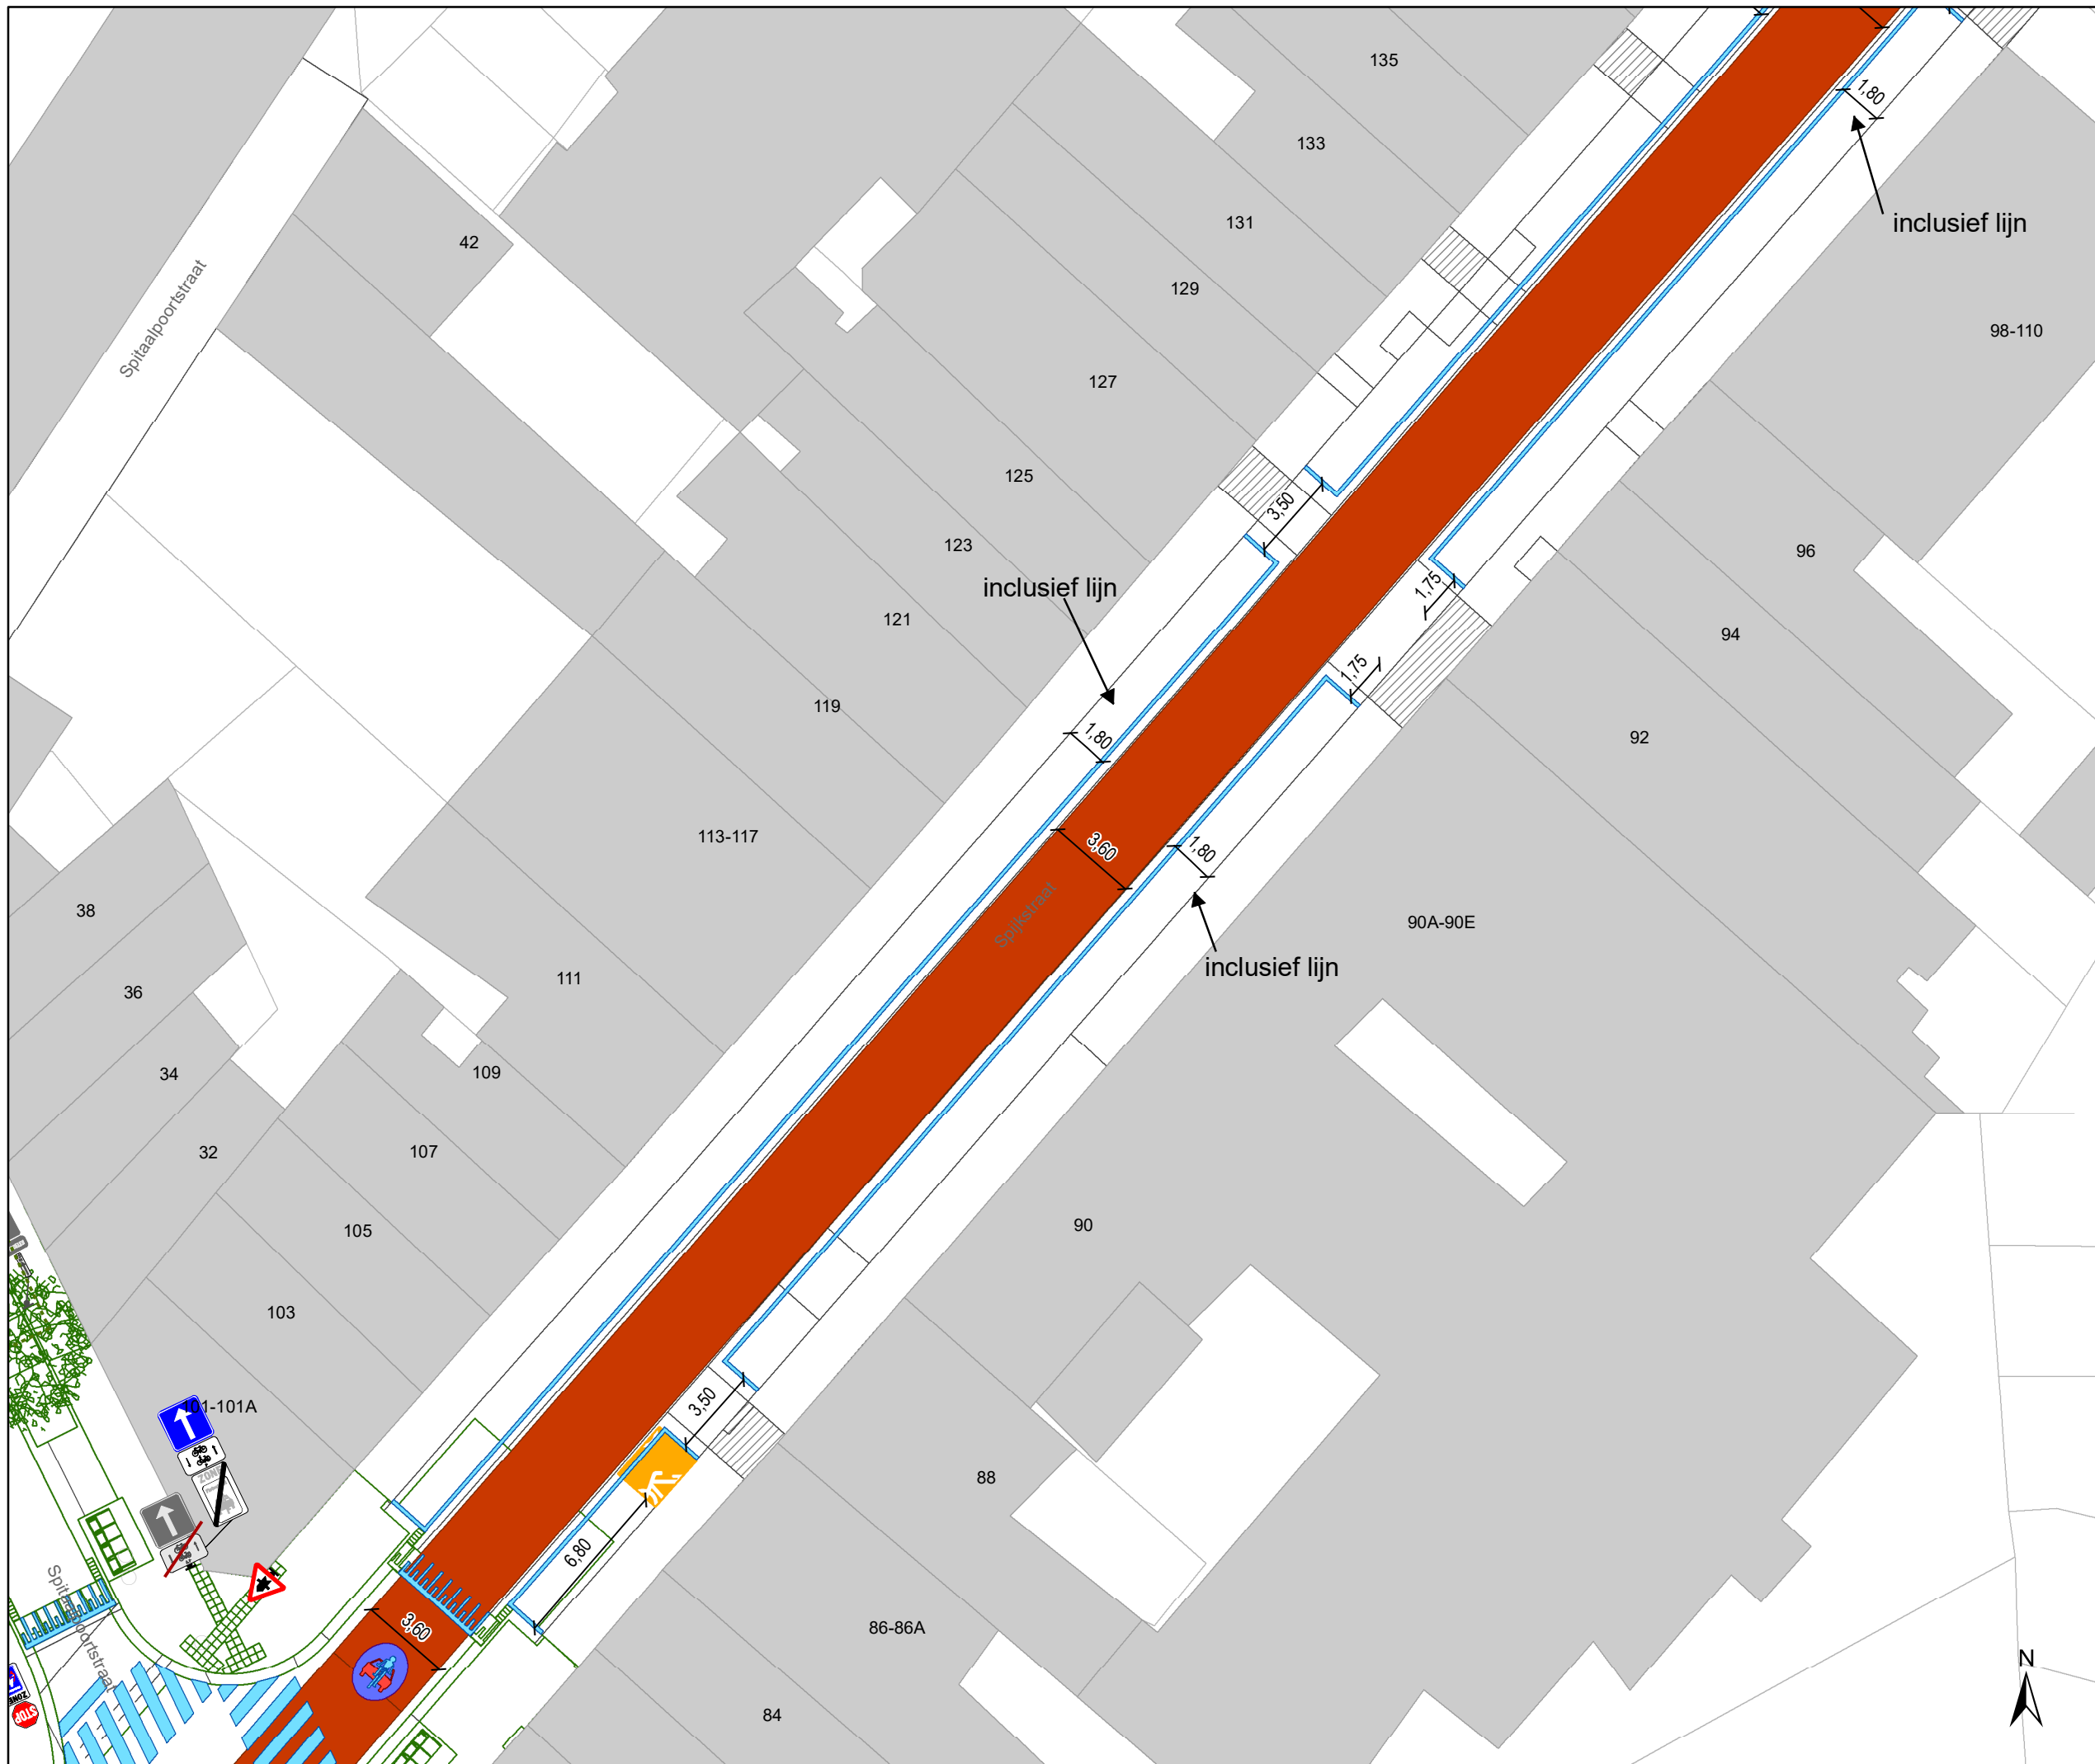 135
1,80
133
inclusief lijn
131
42
129
Spitaalpoortstraat
98-110
127
125
3,50
123
96
inclusief lijn
1,75
121
94
1,75
119
92
1,80
113-117
3,60
1,80
38
Spijkstraat
90A-90E
inclusief lijn
111
36
109
34
107
32
90
105
103
3,50
101-101A
88
ZONE
6,80
3,60
86-86A
Spitaalpoortstraat
N
ZONE
STOP
84